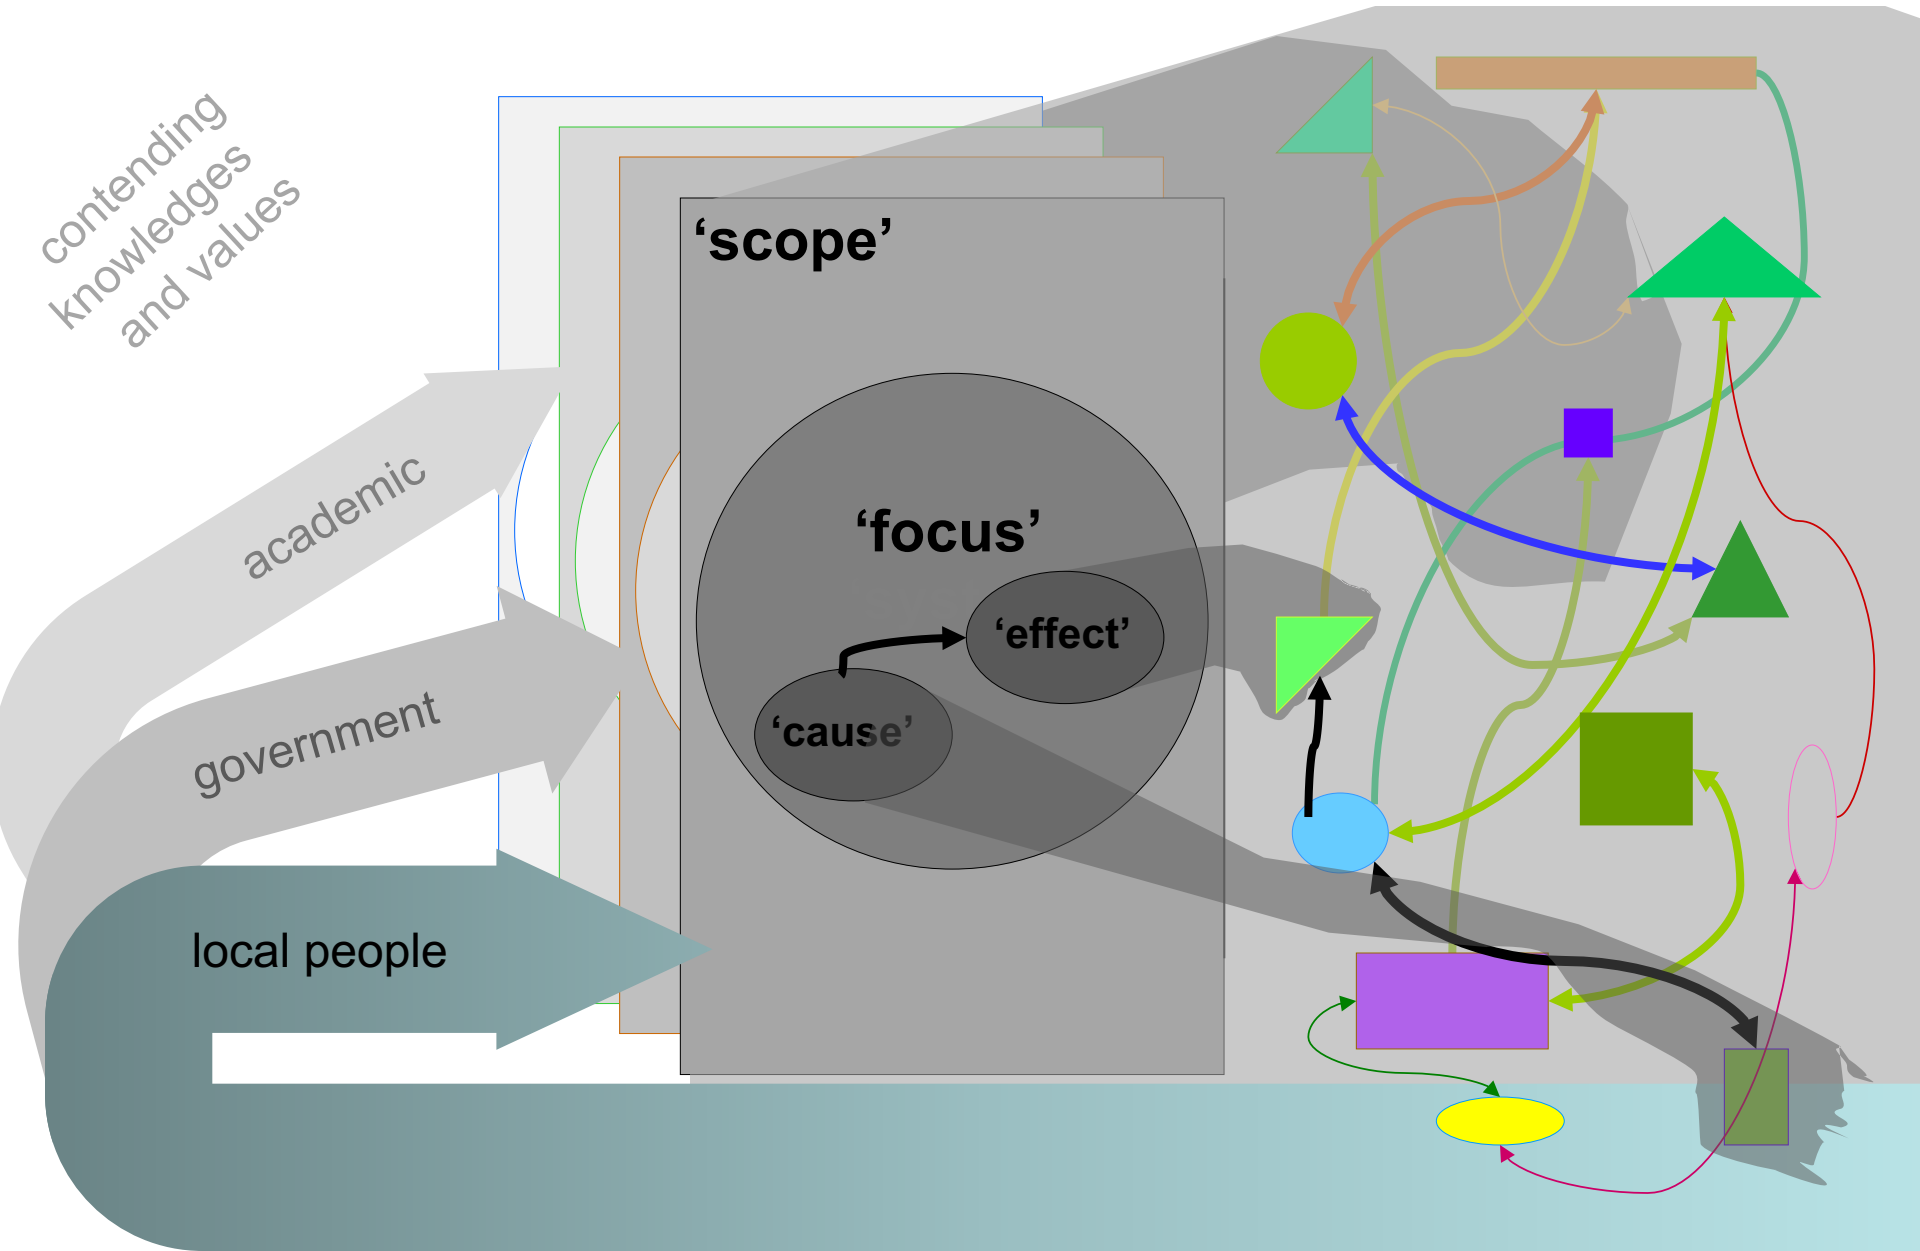 contending
knowledges
and values
‘scope’
‘focus’
‘effect’
‘cause’
academic
government
local people